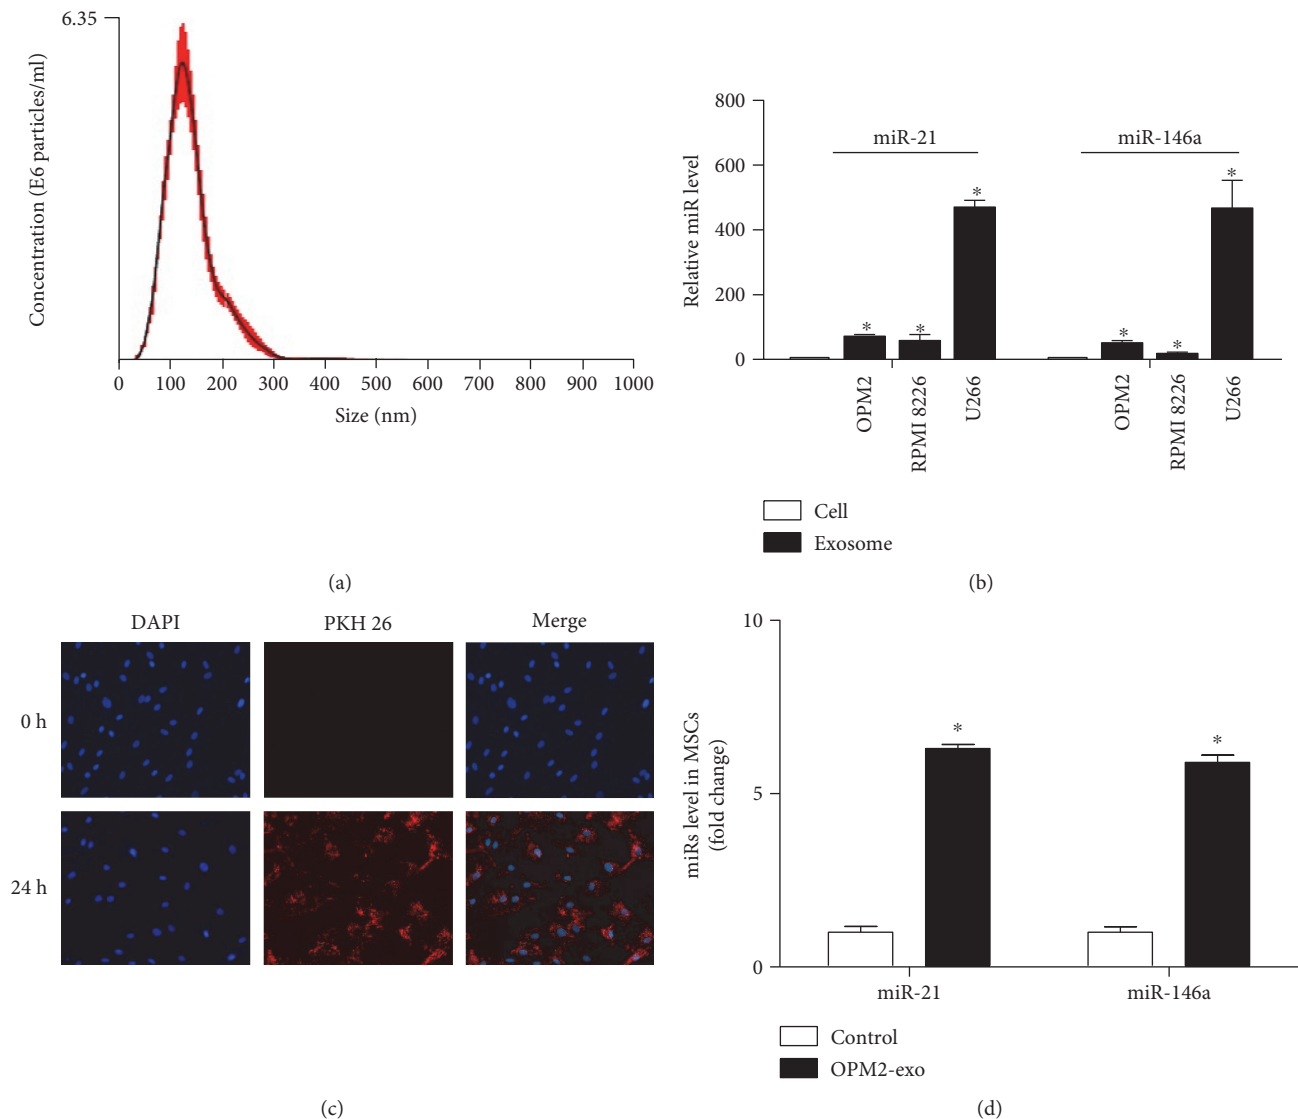 6.35
Concentration (E6 particles/ml)
0 100 200 300 400 500 600 700 800 900 1000
Size (nm)
(a)
800
600
400
200
0
Relative miR level
miR-21
miR-146a
* * *
* * *
OPM2
RPMI 8226
U266
OPM2
RPMI 8226
U266
Cell
Exosome
(b)
DAPI PKH 26 Merge
0 h
24 h
(c)
10
5
0
miRs level in MSCs
(fold change)
* *
miR-21 miR-146a
Control
OPM2-exo
(d)